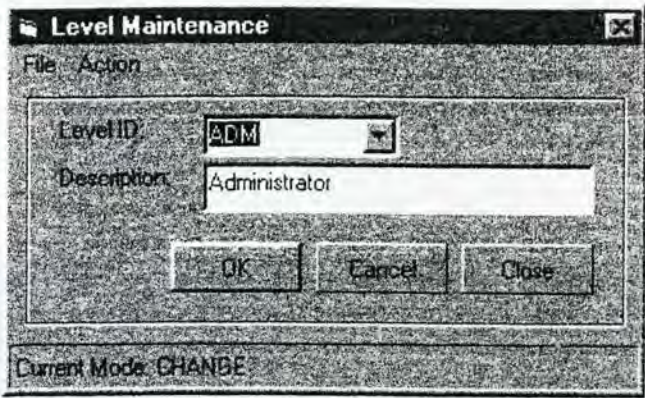 Level Maintenance
File Action
Level ID: ADM
Description: Administrator
OK Cancel Close
Current Mode: CHANGE